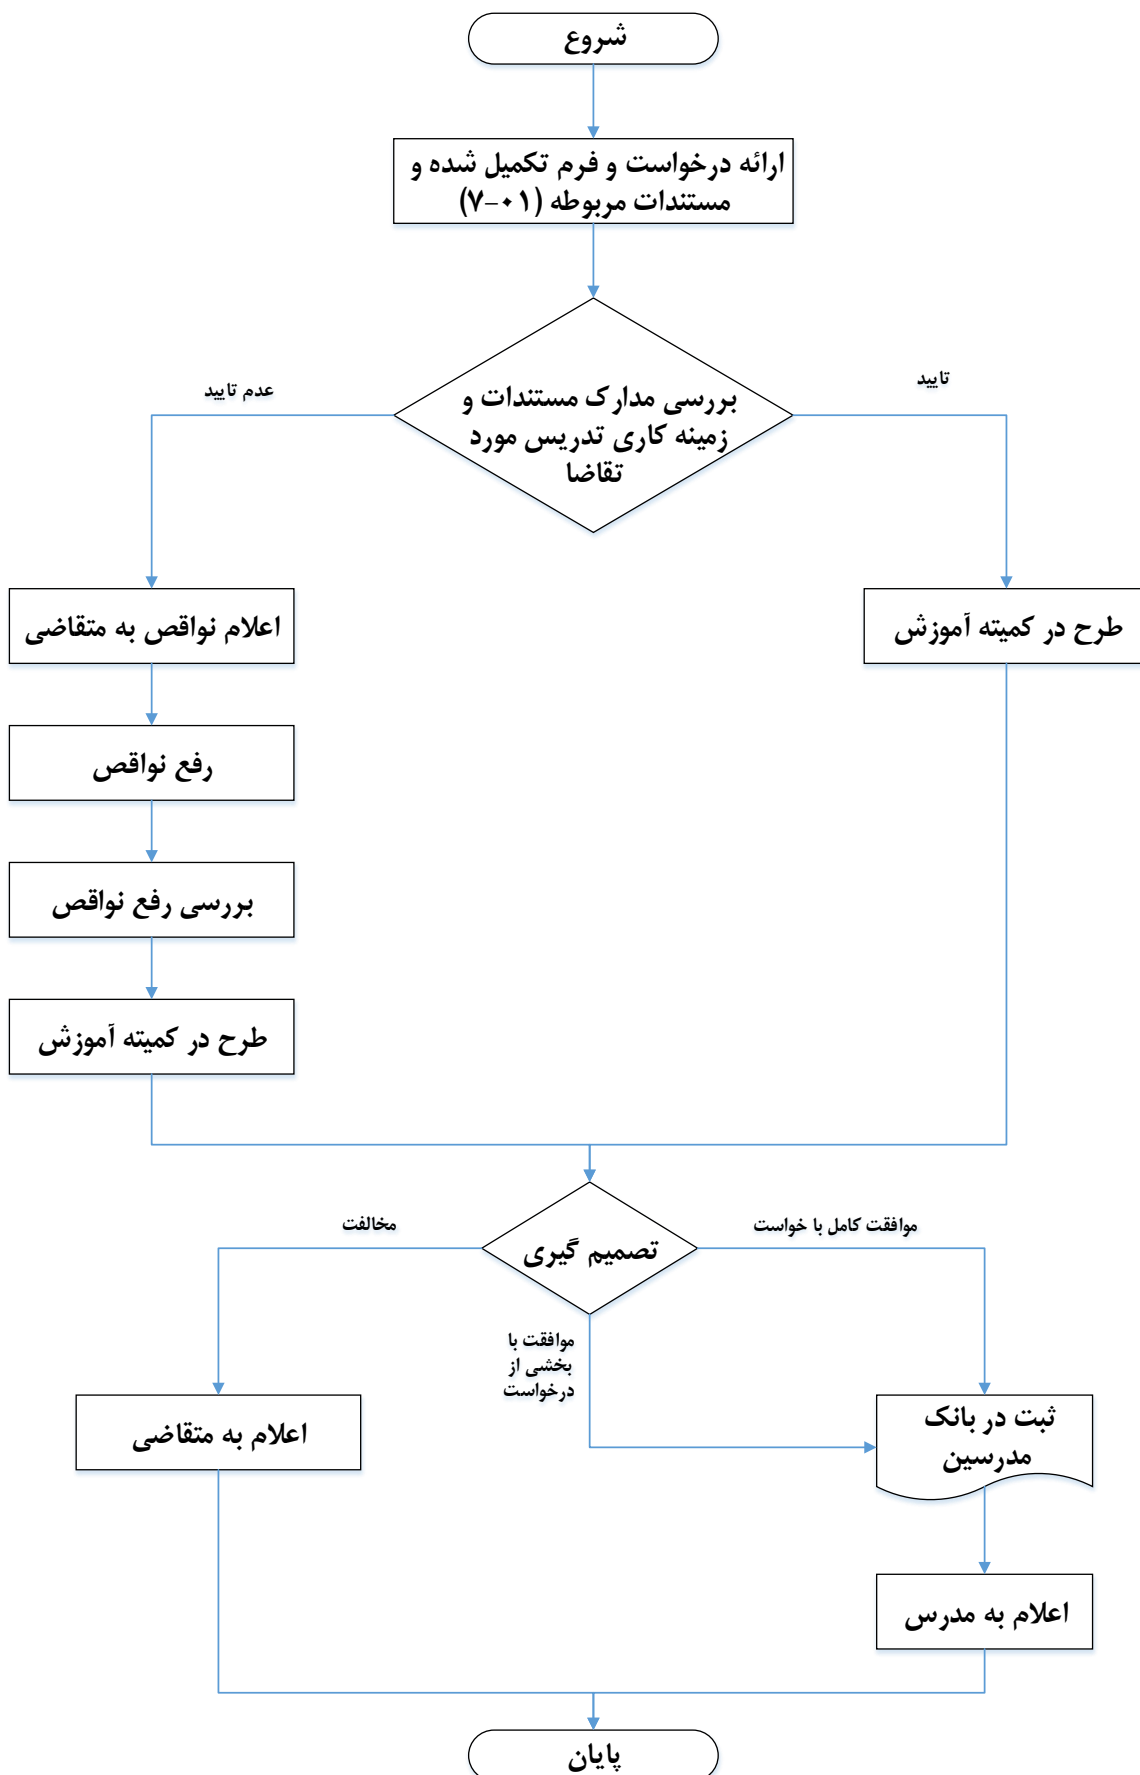 شروع
ارائه درخواست و فرم تکمیل شده و
مستندات مربوطه (۰۱-۷)
بررسی مدارک مستندات و
زمینه کاری تدریس مورد
تقاضا
تایید
عدم تایید
طرح در کمیته آموزش
اعلام نواقص به متقاضی
رفع نواقص
بررسی رفع نواقص
طرح در کمیته آموزش
تصمیم گیری
موافقت کامل با خواست
مخالفت
موافقت با
بخشی از
درخواست
ثبت در بانک
مدرسین
اعلام به متقاضی
اعلام به مدرس
پایان